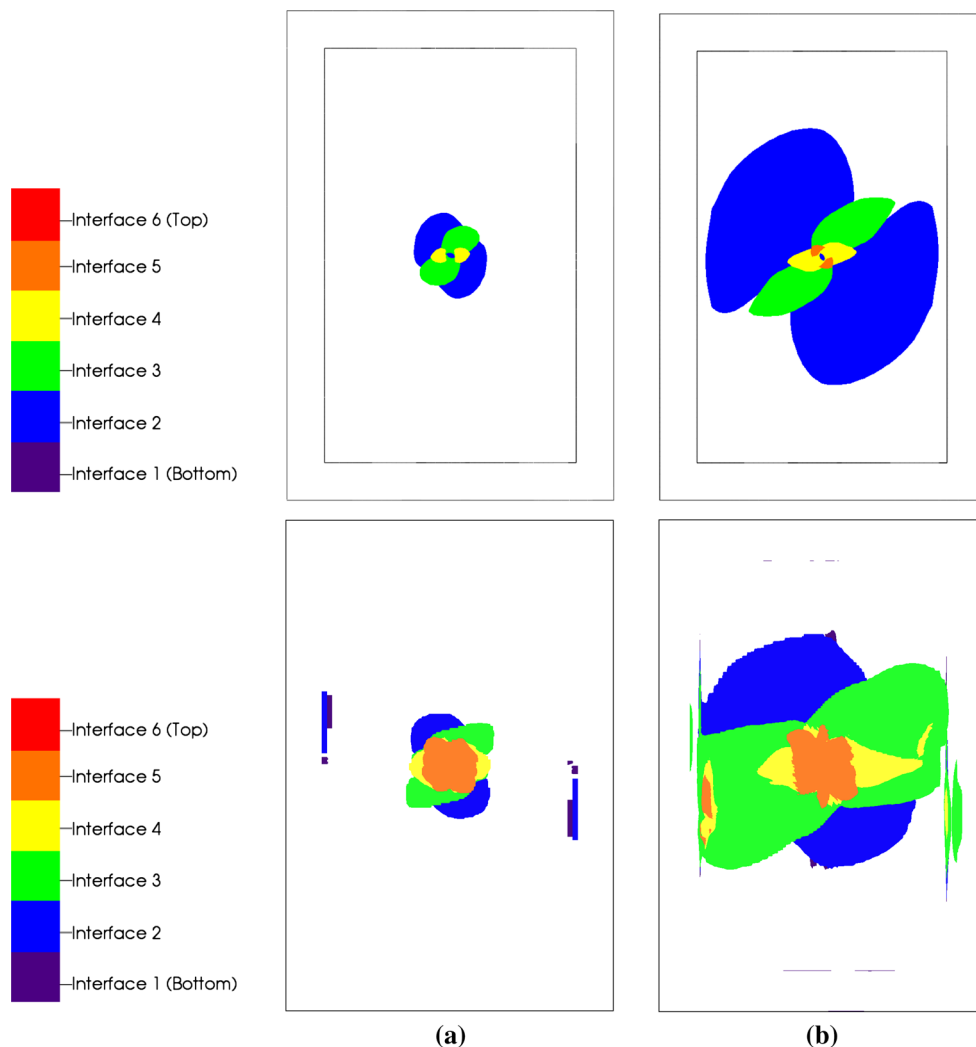 Interface 6 (Top)
Interface 5
Interface 4
Interface 3
Interface 2
Interface 1 (Bottom)
Interface 6 (Top)
Interface 5
Interface 4
Interface 3
Interface 2
Interface 1 (Bottom)
(a)
(b)